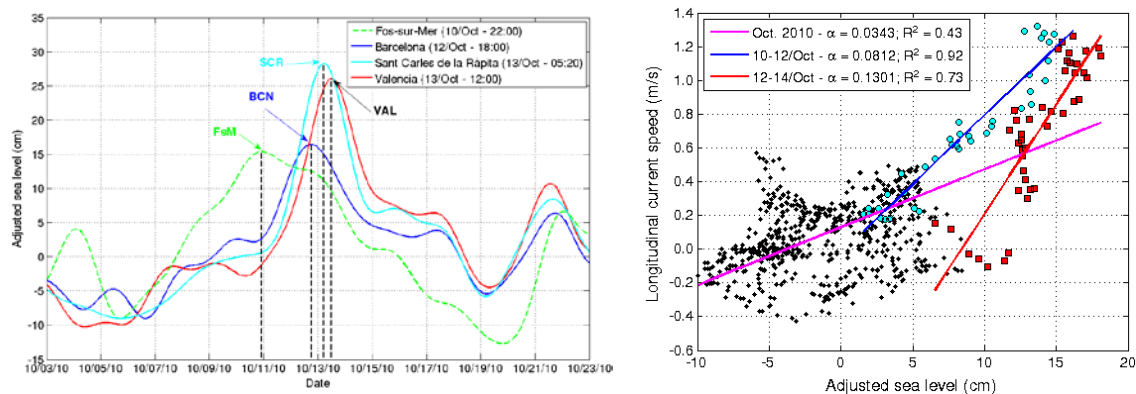 35
30
25
20
15
10
5
0
-5
-10
-15
Adjusted sea level (cm)
10/03/10 10/05/10 10/07/10 10/09/10 10/11/10 10/13/10 10/15/10 10/17/10 10/19/10 10/21/10 10/23/10
Date
Fos-sur-Mer (10/Oct - 22:00)
Barcelona (12/Oct - 18:00)
Sant Carles de la Ràpita (13/Oct - 05:20)
Valencia (13/Oct - 12:00)
SCR
BCN
VAL
FsM
1.4
1.2
1.0
0.8
0.6
0.4
0.2
0.0
-0.2
-0.4
-0.6
Longitudinal current speed (m/s)
-10 -5 0 5 10 15 20
Adjusted sea level (cm)
Oct. 2010 - α = 0.0343; R² = 0.43
10-12/Oct - α = 0.0812; R² = 0.92
12-14/Oct - α = 0.1301; R² = 0.73